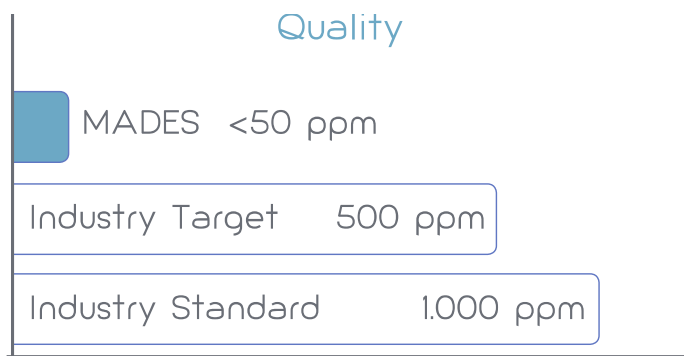 Quality
MADES <50 ppm
Industry Target 500 ppm
Industry Standard 1.000 ppm